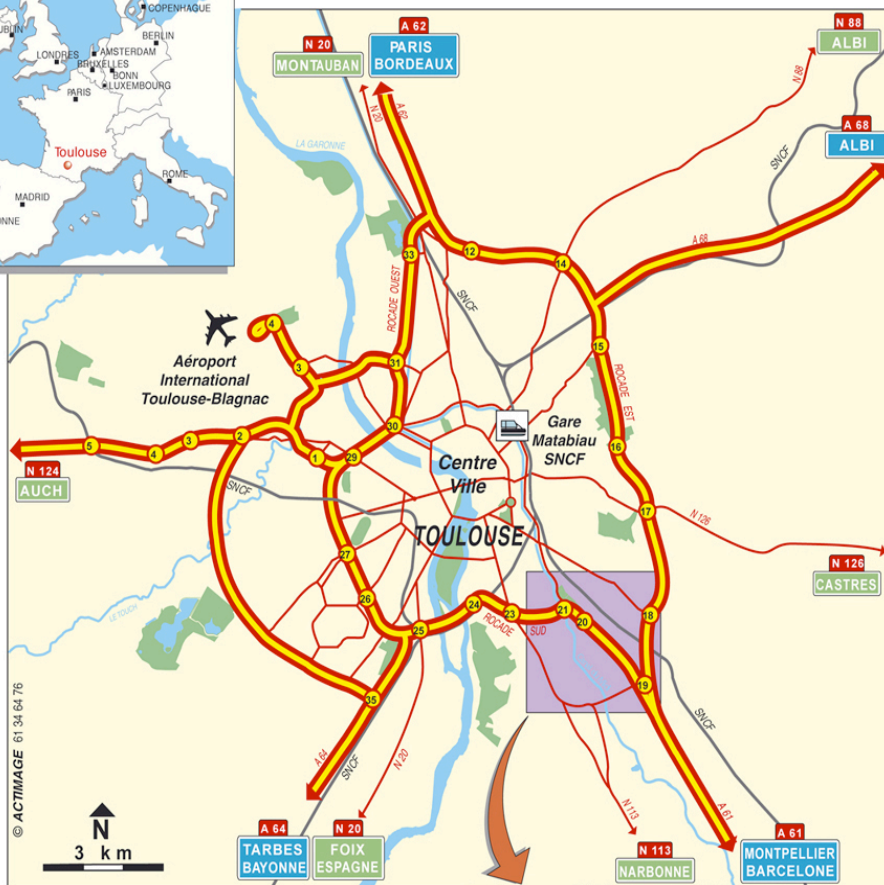 COPENHAGUE
BERLIN
LONDRES
AMSTERDAM
BRUXELLES
BONN
LUXEMBOURG
PARIS
Toulouse
ROME
MADRID
N 20
MONTAUBAN
A 62
PARIS
BORDEAUX
N 88
ALBI
A 68
ALBI
N 88
N 20
A 62
LA GARONNE
SNCF
A 68
12
14
33
SNCF
ROCADE OUEST
4
3
31
15
Aéroport
International
Toulouse-Blagnac
ROCADE EST
30
Gare
Matabiau
SNCF
16
5
4
3
2
1
29
Centre
Ville
N 124
AUCH
SNCF
17
N 126
TOULOUSE
27
N 126
CASTRES
26
LE TOUCH
24
23
21
20
18
25
ROCADE
SUD
19
35
SNCF
A 64
SNCF
N 20
N 113
A 61
© ACTIMAGE 61 34 64 76
N
3 km
A 64
TARBES
BAYONNE
N 20
FOIX
ESPAGNE
N 113
NARBONNE
A 61
MONTPELLIER
BARCELONE